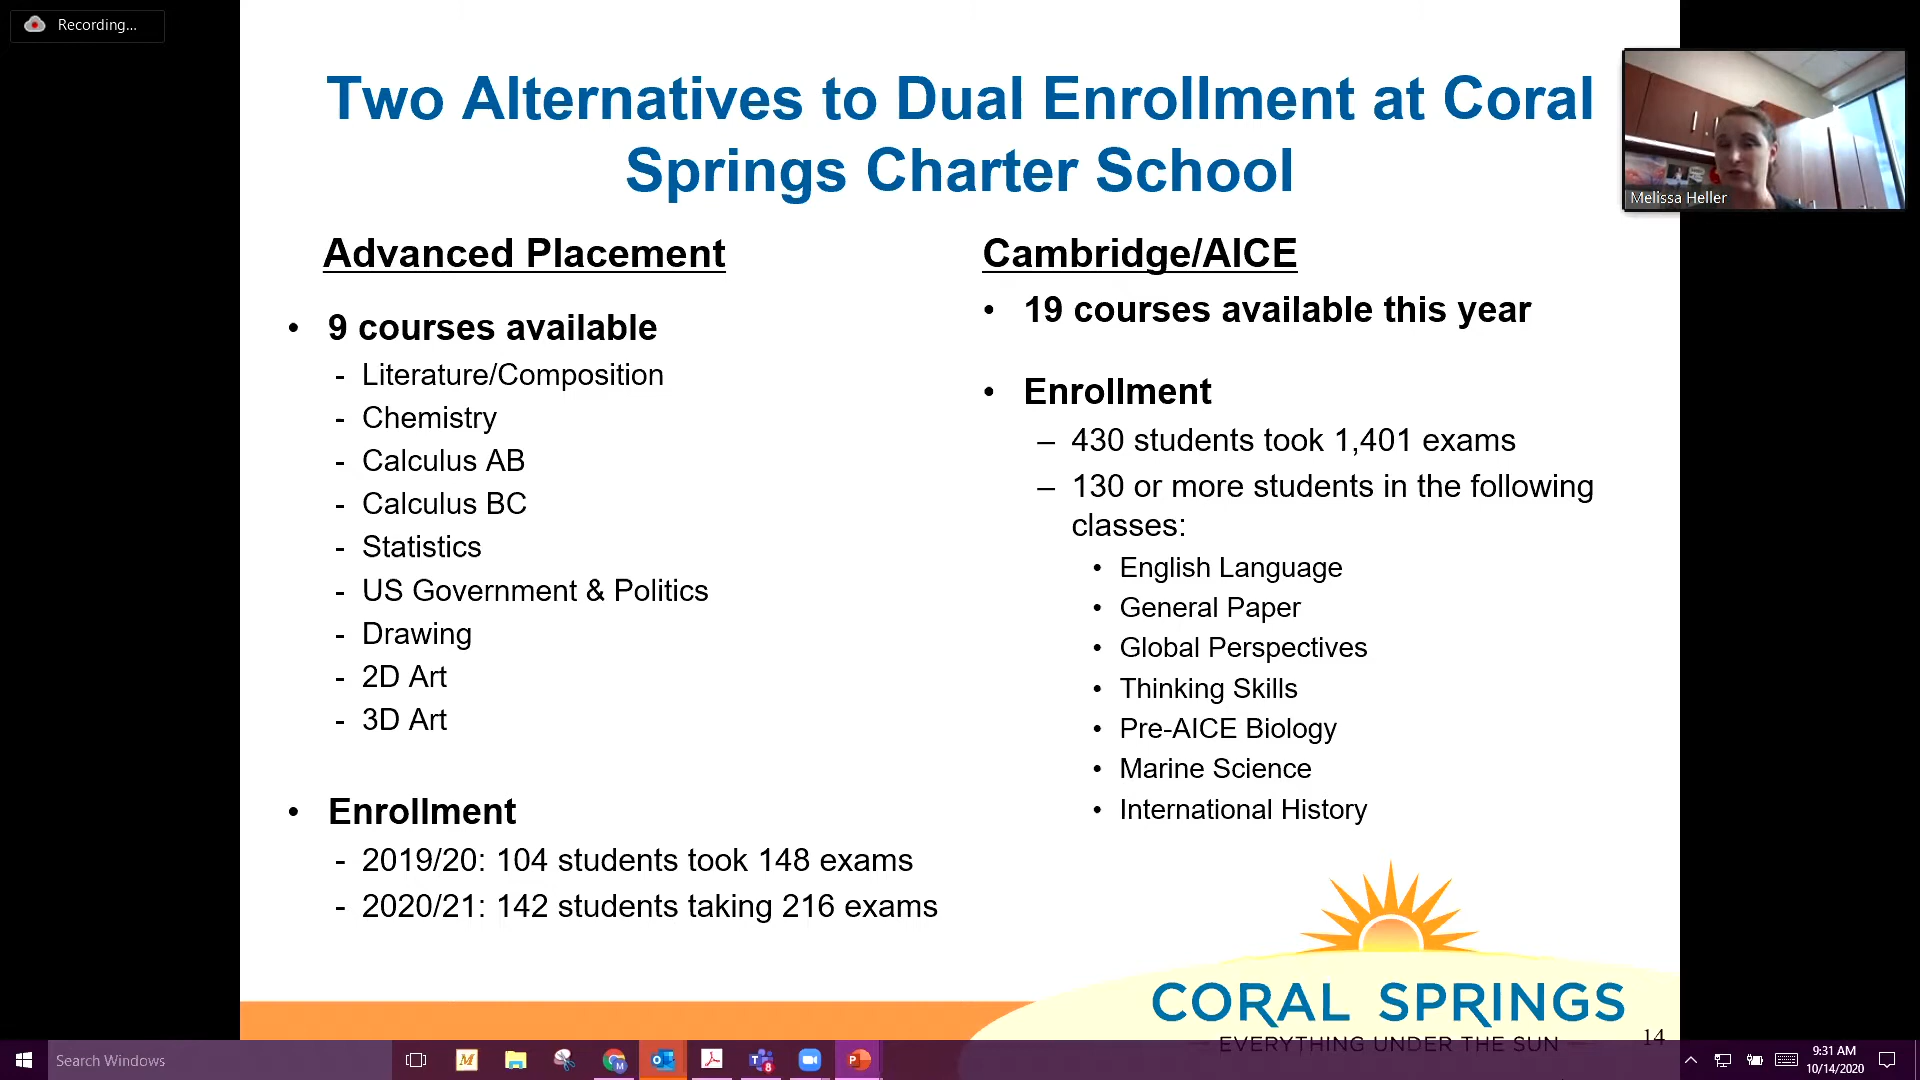 Recording...
Two Alternatives to Dual Enrollment at Coral
Springs Charter School
Melissa Heller
Advanced Placement
• 9 courses available
- Literature/Composition
- Chemistry
- Calculus AB
- Calculus BC
- Statistics
- US Government & Politics
- Drawing
- 2D Art
- 3D Art
• Enrollment
- 2019/20: 104 students took 148 exams
- 2020/21: 142 students taking 216 exams
Cambridge/AICE
• 19 courses available this year
• Enrollment
– 430 students took 1,401 exams
– 130 or more students in the following
classes:
• English Language
• General Paper
• Global Perspectives
• Thinking Skills
• Pre-AICE Biology
• Marine Science
• International History
CORAL SPRINGS
EVERYTHING UNDER THE SUN
14
Search Windows
9:31 AM
10/14/2020